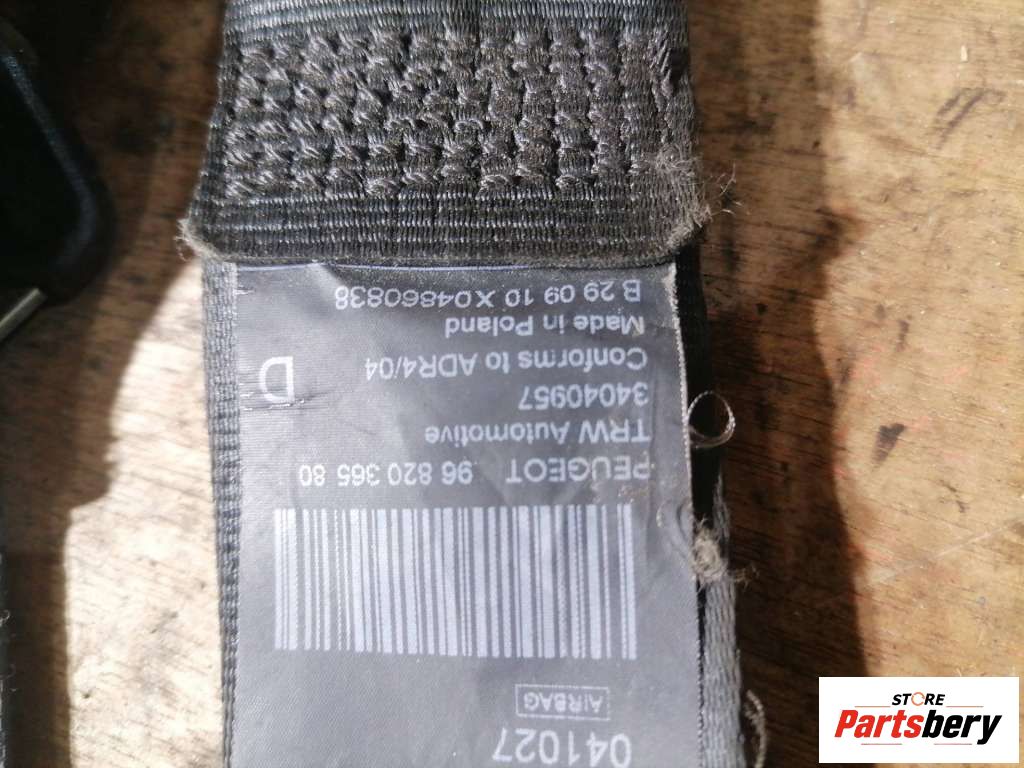 041027
AIRBAG
PEUGEOT 96 820 365 80
TRW Automotive
34040957
Conforms to ADR4/04
D
Made in Poland
B 29 09 10 X04860838
STORE
Partsbery